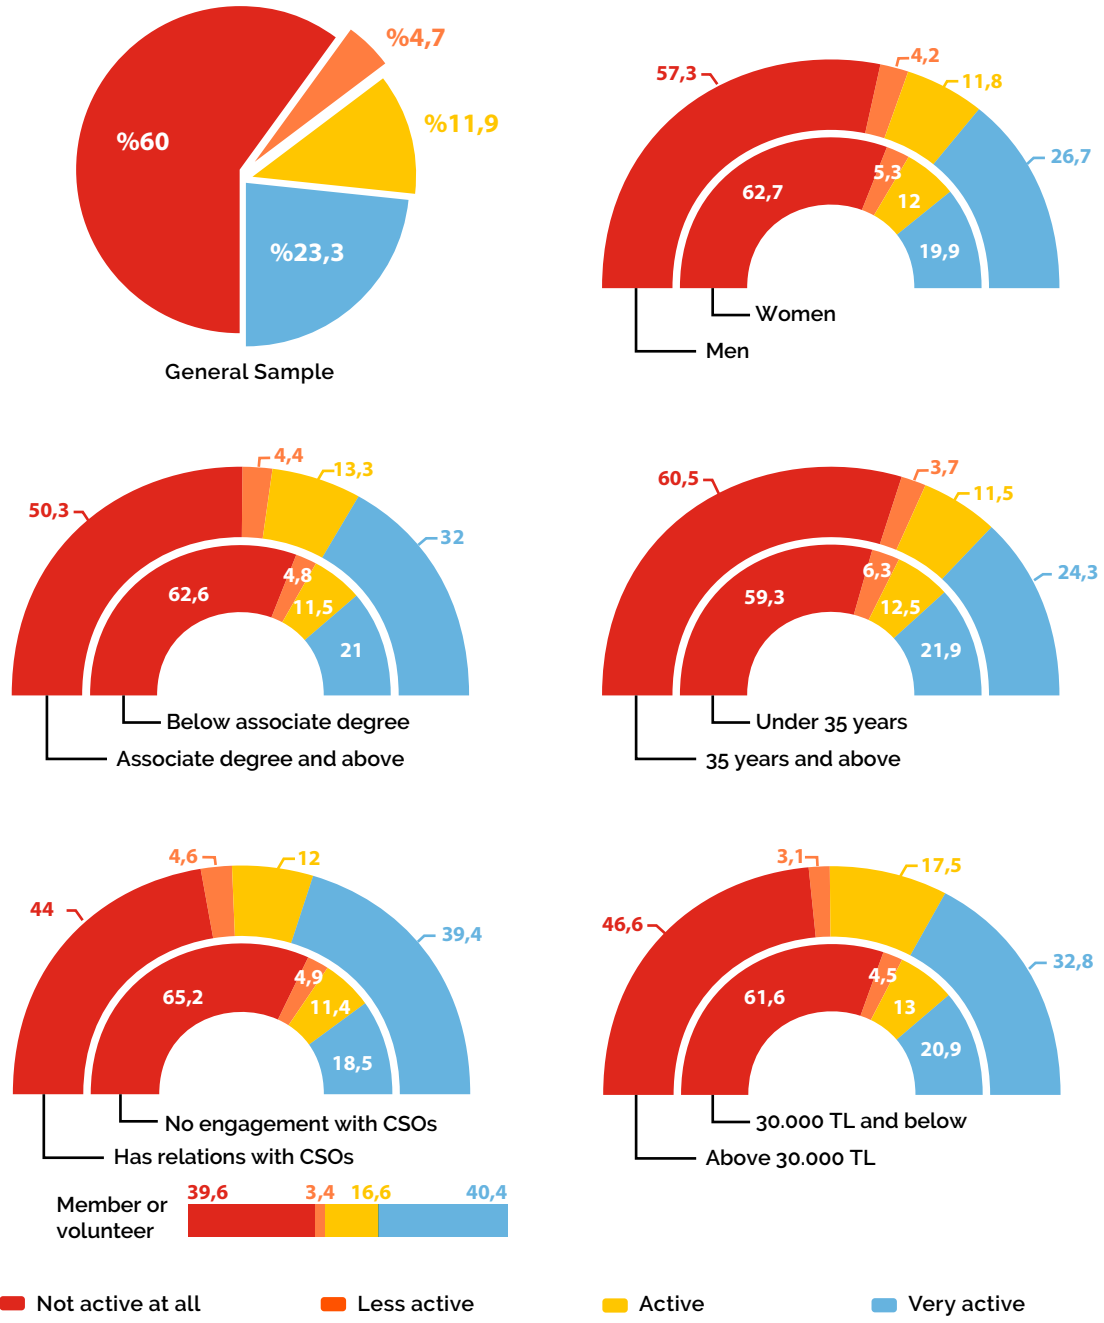 %60
%4,7
%11,9
%23,3
General Sample
57,3
4,2
11,8
26,7
62,7
5,3
12
19,9
Women
Men
50,3
4,4
13,3
32
62,6
4,8
11,5
21
Below associate degree
Associate degree and above
60,5
3,7
11,5
24,3
59,3
6,3
12,5
21,9
Under 35 years
35 years and above
44
4,6
12
39,4
65,2
4,9
11,4
18,5
No engagement with CSOs
Has relations with CSOs
Member or
volunteer
39,6
3,4
16,6
40,4
46,6
3,1
17,5
32,8
61,6
4,5
13
20,9
30.000 TL and below
Above 30.000 TL
Not active at all
Less active
Active
Very active